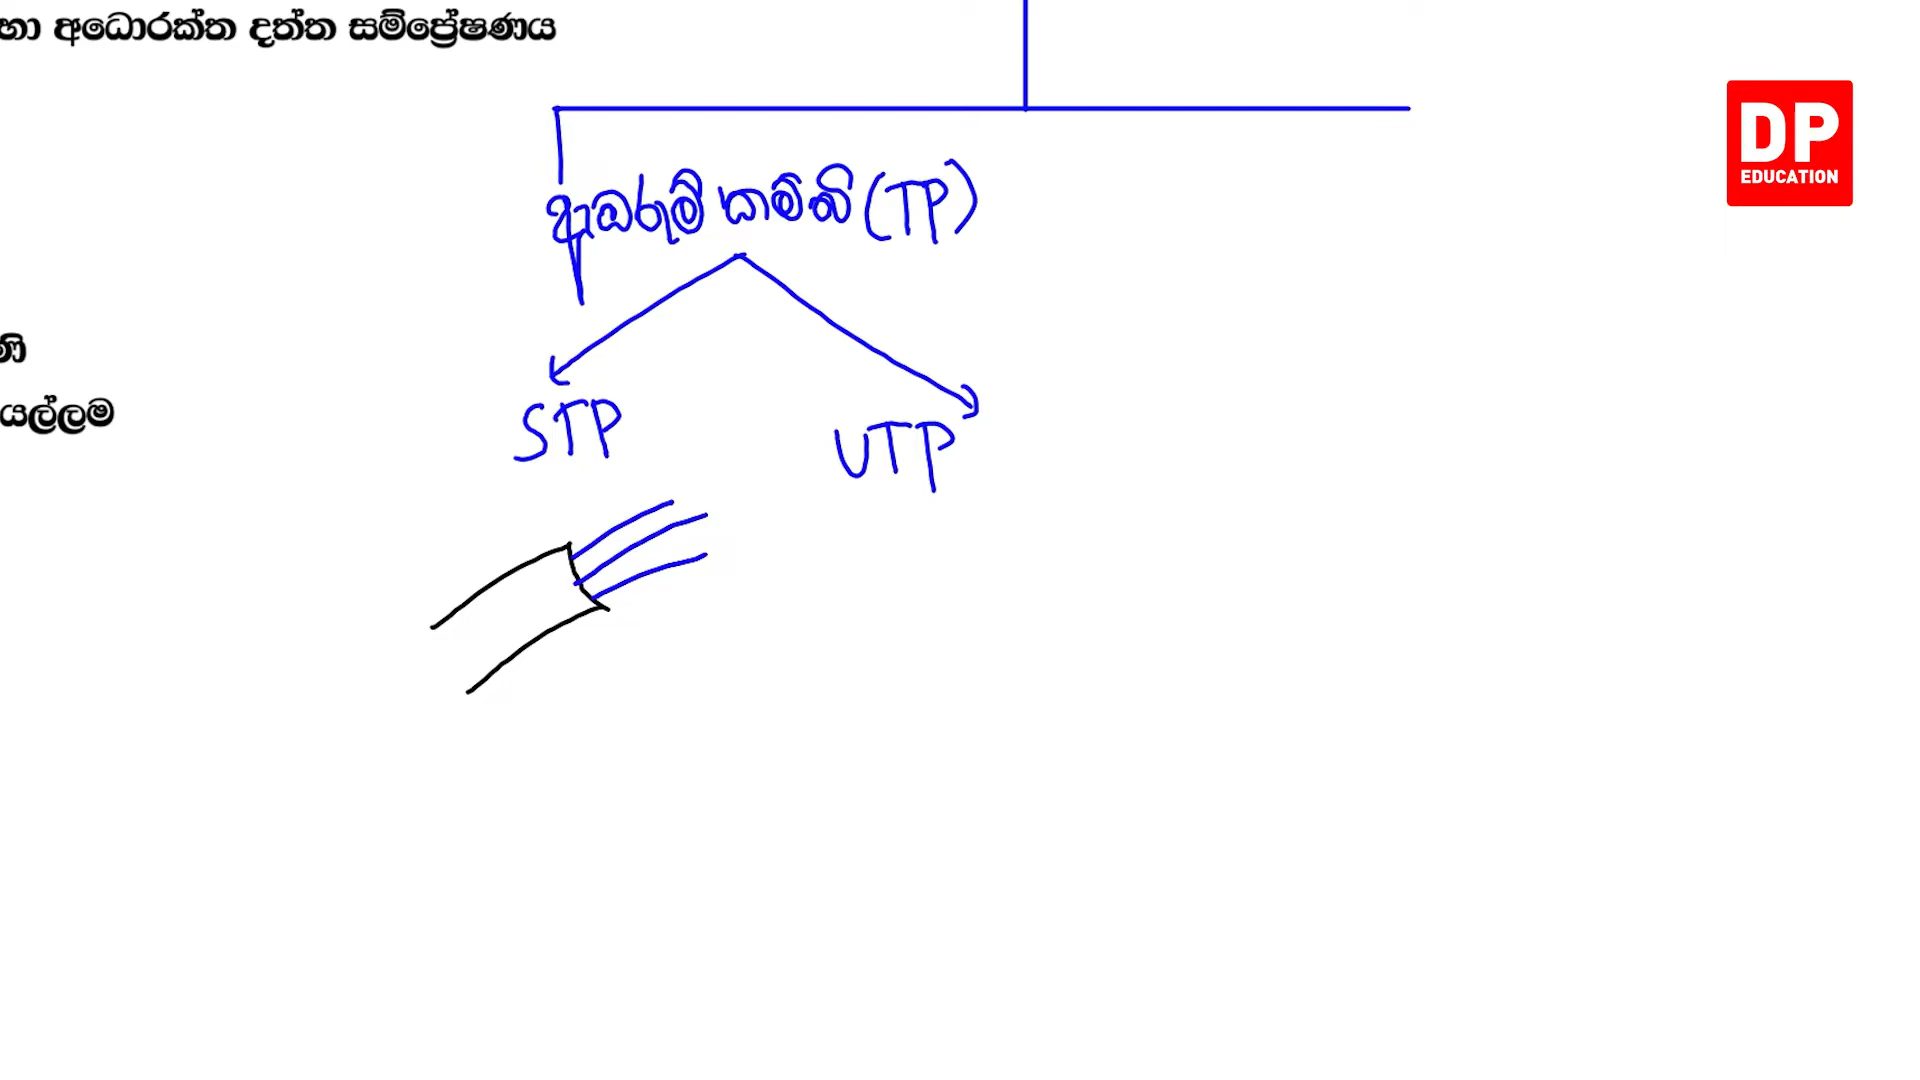 හා අධොරක්ත දත්ත සම්ප්‍රේෂණය
DP
EDUCATION
ඇඹරුම් කම්බි (TP)
ණි
යල්ලම
STP
UTP